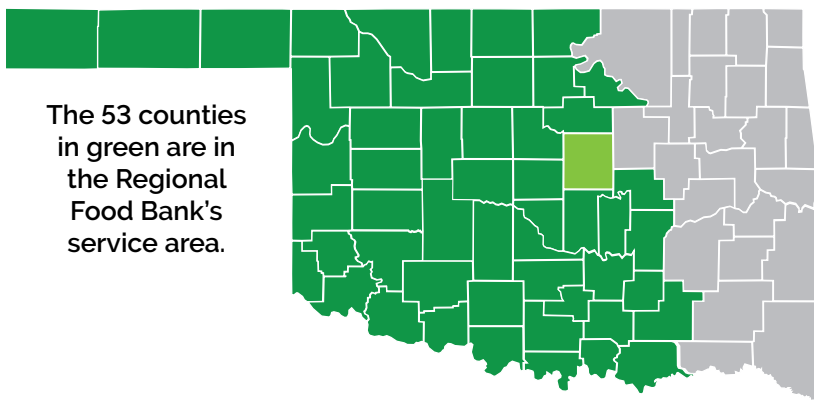 The 53 counties
in green are in
the Regional
Food Bank's
service area.